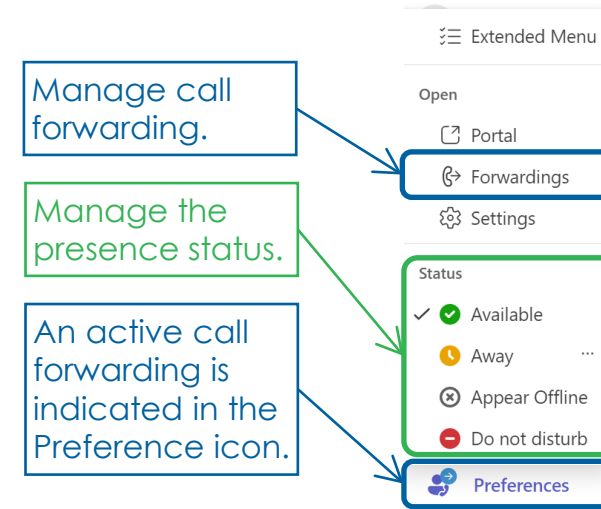 Manage call
forwarding.
Manage the
presence status.
An active call
forwarding is
indicated in the
Preference icon.
Extended Menu
Open
Portal
Forwardings
Settings
Status
Available
Away ...
Appear Offline
Do not disturb
Preferences